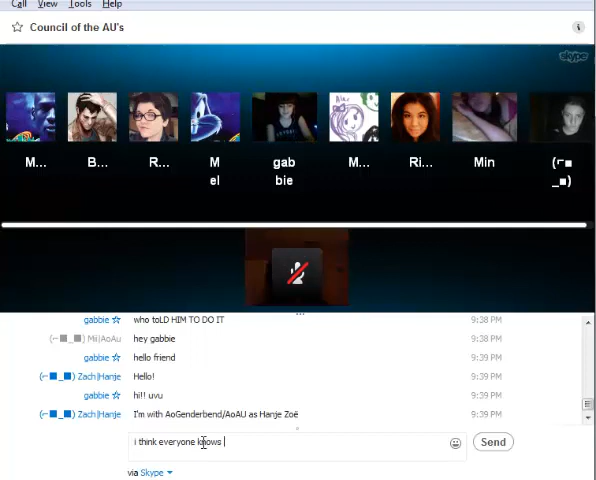 Call View Tools Help
Council of the AU's
skype
M... B... R... M el gab bie M... Ri... Min (⌐■ _■)
gabbie ☆ who toLD HIM TO DO IT 9:38 PM
(⌐■_■) Mii|AoAu hey gabbie 9:38 PM
gabbie ☆ hello friend 9:39 PM
(⌐■_■) Zach|Hanje Hello! 9:39 PM
gabbie ☆ hi!! uvu 9:39 PM
(⌐■_■) Zach|Hanje I'm with AoGenderbend/AoAU as Hanje Zoë 9:39 PM
i think everyone knows
Send
via Skype